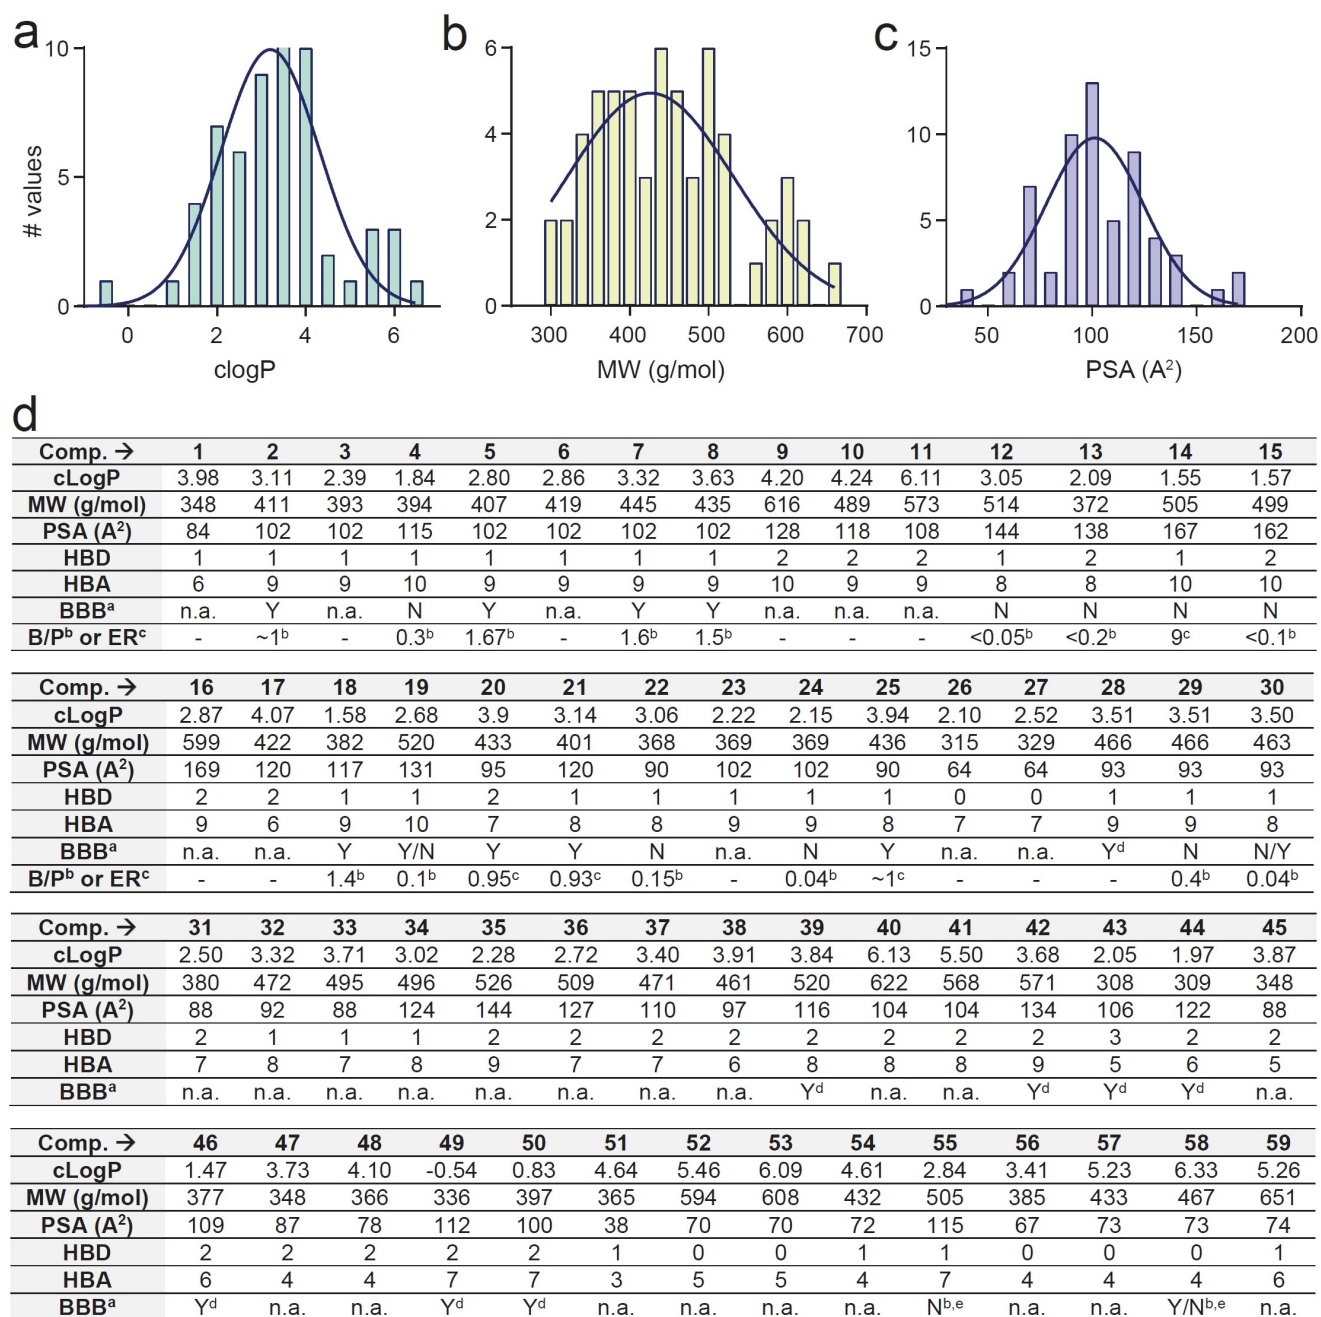 a
b
c
# values
10
5
0
0 2 4 6
clogP
6
4
2
0
300 400 500 600 700
MW (g/mol)
15
10
5
0
50 100 150 200
PSA (A²)
d
Comp. → 1 2 3 4 5 6 7 8 9 10 11 12 13 14 15
cLogP 3.98 3.11 2.39 1.84 2.80 2.86 3.32 3.63 4.20 4.24 6.11 3.05 2.09 1.55 1.57
MW (g/mol) 348 411 393 394 407 419 445 435 616 489 573 514 372 505 499
PSA (A²) 84 102 102 115 102 102 102 102 128 118 108 144 138 167 162
HBD 1 1 1 1 1 1 1 1 2 2 2 1 2 1 2
HBA 6 9 9 10 9 9 9 9 10 9 9 8 8 10 10
BBBᵃ n.a. Y n.a. N Y n.a. Y Y n.a. n.a. n.a. N N N N
B/Pᵇ or ERᶜ - ~1ᵇ - 0.3ᵇ 1.67ᵇ - 1.6ᵇ 1.5ᵇ - - - <0.05ᵇ <0.2ᵇ 9ᶜ <0.1ᵇ
Comp. → 16 17 18 19 20 21 22 23 24 25 26 27 28 29 30
cLogP 2.87 4.07 1.58 2.68 3.9 3.14 3.06 2.22 2.15 3.94 2.10 2.52 3.51 3.51 3.50
MW (g/mol) 599 422 382 520 433 401 368 369 369 436 315 329 466 466 463
PSA (A²) 169 120 117 131 95 120 90 102 102 90 64 64 93 93 93
HBD 2 2 1 1 2 1 1 1 1 1 0 0 1 1 1
HBA 9 6 9 10 7 8 8 9 9 8 7 7 9 9 8
BBBᵃ n.a. n.a. Y Y/N Y Y N n.a. N Y n.a. n.a. Yᵈ N N/Y
B/Pᵇ or ERᶜ - - 1.4ᵇ 0.1ᵇ 0.95ᶜ 0.93ᶜ 0.15ᵇ - 0.04ᵇ ~1ᶜ - - - 0.4ᵇ 0.04ᵇ
Comp. → 31 32 33 34 35 36 37 38 39 40 41 42 43 44 45
cLogP 2.50 3.32 3.71 3.02 2.28 2.72 3.40 3.91 3.84 6.13 5.50 3.68 2.05 1.97 3.87
MW (g/mol) 380 472 495 496 526 509 471 461 520 622 568 571 308 309 348
PSA (A²) 88 92 88 124 144 127 110 97 116 104 104 134 106 122 88
HBD 2 1 1 1 2 2 2 2 2 2 2 2 3 2 2
HBA 7 8 7 8 9 7 7 6 8 8 8 9 5 6 5
BBBᵃ n.a. n.a. n.a. n.a. n.a. n.a. n.a. n.a. Yᵈ n.a. n.a. Yᵈ Yᵈ Yᵈ n.a.
Comp. → 46 47 48 49 50 51 52 53 54 55 56 57 58 59
cLogP 1.47 3.73 4.10 -0.54 0.83 4.64 5.46 6.09 4.61 2.84 3.41 5.23 6.33 5.26
MW (g/mol) 377 348 366 336 397 365 594 608 432 505 385 433 467 651
PSA (A²) 109 87 78 112 100 38 70 70 72 115 67 73 73 74
HBD 2 2 2 2 2 1 0 0 1 1 0 0 0 1
HBA 6 4 4 7 7 3 5 5 4 7 4 4 4 6
BBBᵃ Yᵈ n.a. n.a. Yᵈ Yᵈ n.a. n.a. n.a. n.a. Nᵇ,ᵉ n.a. n.a. Y/Nᵇ,ᵉ n.a.